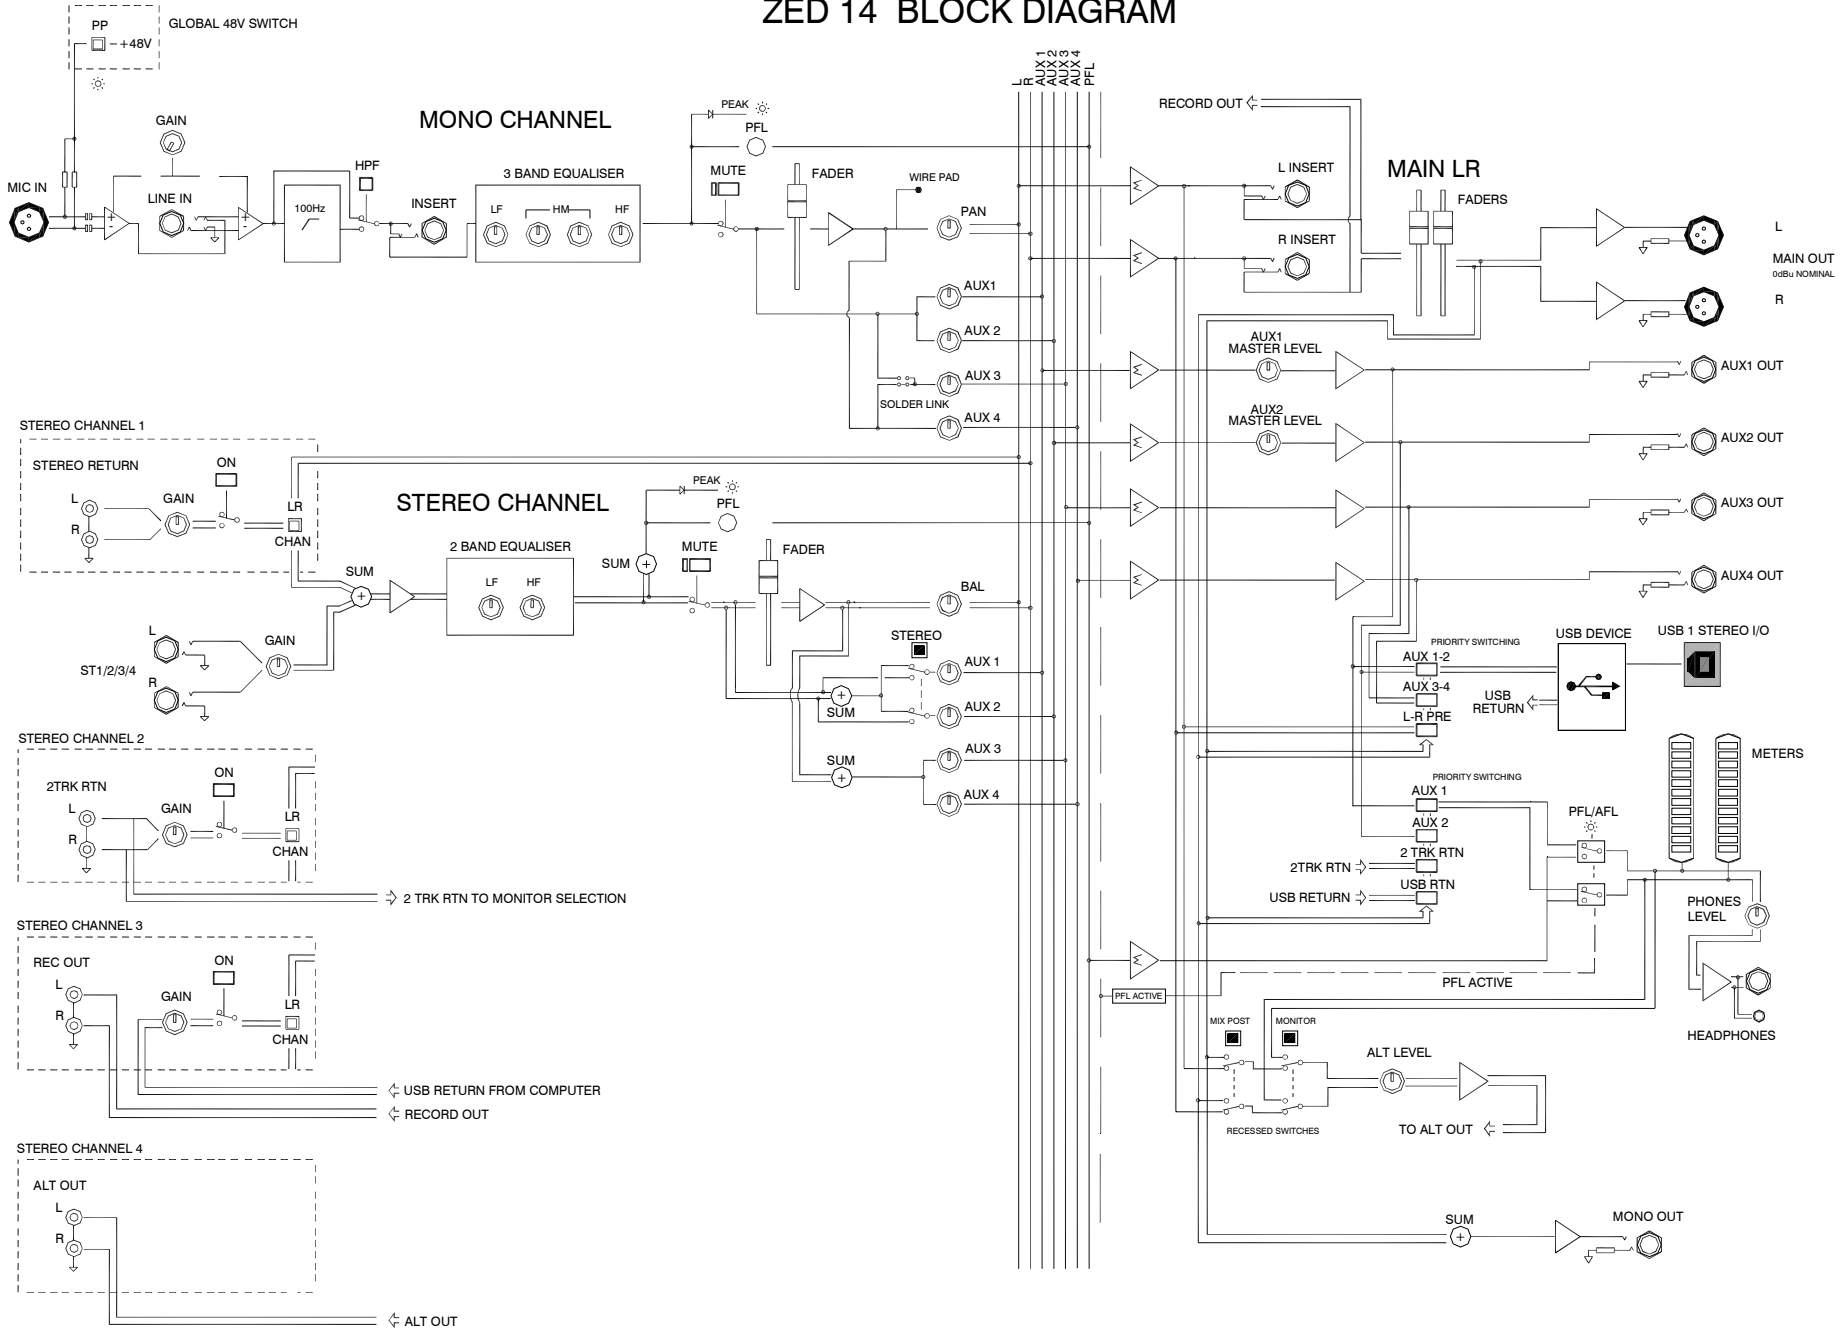 ZED 14 BLOCK DIAGRAM
PP
+48V
GLOBAL 48V SWITCH
L
R
AUX 1
AUX 2
AUX 3
AUX 4
PFL
MONO CHANNEL
GAIN
MIC IN
LINE IN
+
-
+
-
100Hz
HPF
INSERT
3 BAND EQUALISER
LF
HM
HF
PEAK
PFL
MUTE
FADER
WIRE PAD
PAN
AUX1
AUX 2
AUX 3
SOLDER LINK
AUX 4
RECORD OUT
L INSERT
R INSERT
MAIN LR
FADERS
L
MAIN OUT
0dBu NOMINAL
R
Σ
Σ
AUX1
MASTER LEVEL
Σ
AUX1 OUT
AUX2
MASTER LEVEL
Σ
AUX2 OUT
Σ
AUX3 OUT
Σ
AUX4 OUT
STEREO CHANNEL 1
STEREO RETURN
L
R
GAIN
ON
LR
CHAN
STEREO CHANNEL
SUM
+
2 BAND EQUALISER
LF
HF
SUM
+
PEAK
PFL
MUTE
FADER
BAL
STEREO
AUX 1
SUM
+
AUX 2
SUM
+
AUX 3
AUX 4
L
ST1/2/3/4
R
GAIN
PRIORITY SWITCHING
AUX 1-2
AUX 3-4
L-R PRE
USB DEVICE
USB 1 STEREO I/O
USB
RETURN
METERS
PRIORITY SWITCHING
AUX 1
AUX 2
2 TRK RTN
2TRK RTN
USB RTN
USB RETURN
PFL/AFL
PHONES
LEVEL
HEADPHONES
Σ
PFL ACTIVE
PFL ACTIVE
STEREO CHANNEL 2
2TRK RTN
L
R
GAIN
ON
LR
CHAN
2 TRK RTN TO MONITOR SELECTION
STEREO CHANNEL 3
REC OUT
L
R
GAIN
ON
LR
CHAN
USB RETURN FROM COMPUTER
RECORD OUT
MIX POST
MONITOR
RECESSED SWITCHES
ALT LEVEL
TO ALT OUT
STEREO CHANNEL 4
ALT OUT
L
R
ALT OUT
SUM
+
MONO OUT